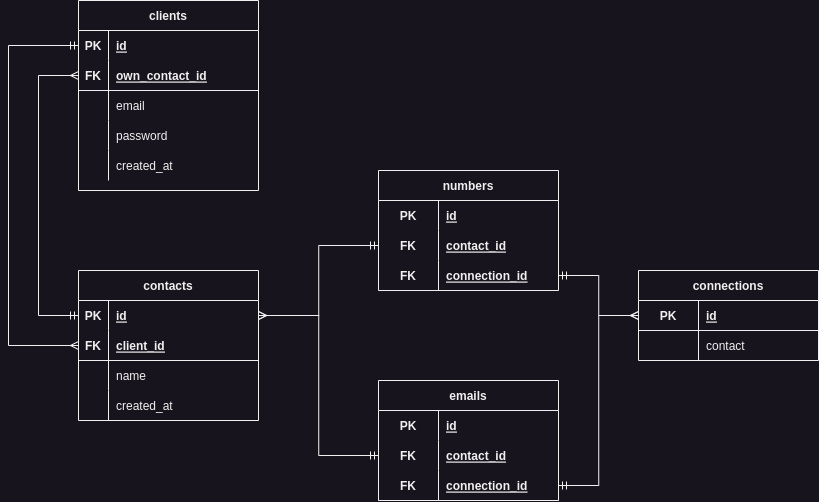 clients
PK id
FK own_contact_id
email
password
created_at
numbers
PK id
FK contact_id
FK connection_id
contacts
PK id
FK client_id
name
created_at
connections
PK id
contact
emails
PK id
FK contact_id
FK connection_id